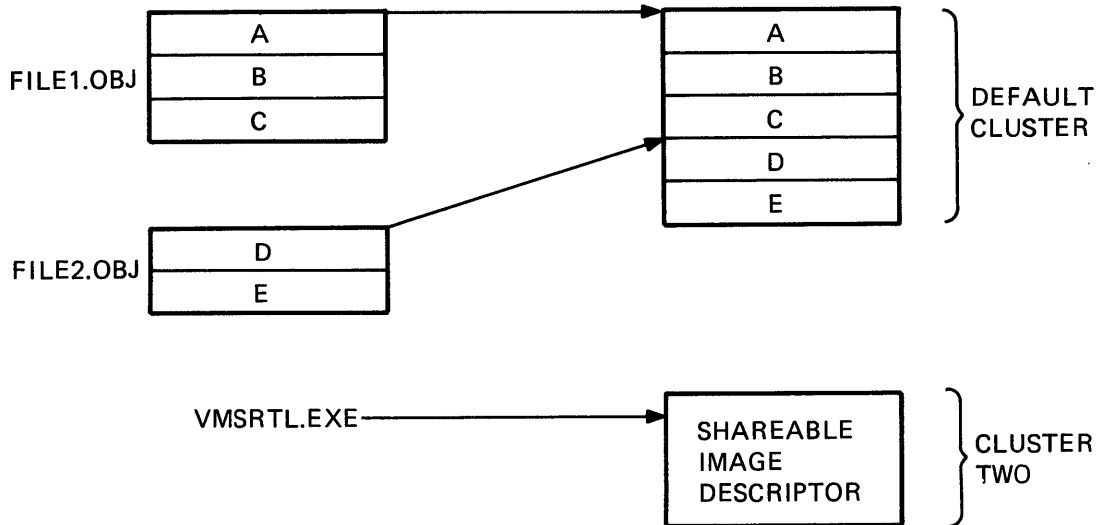 FILE1.OBJ
A
B
C
A
B
C
D
E
DEFAULT
CLUSTER
FILE2.OBJ
D
E
VMSRTL.EXE
SHAREABLE
IMAGE
DESCRIPTOR
CLUSTER
TWO